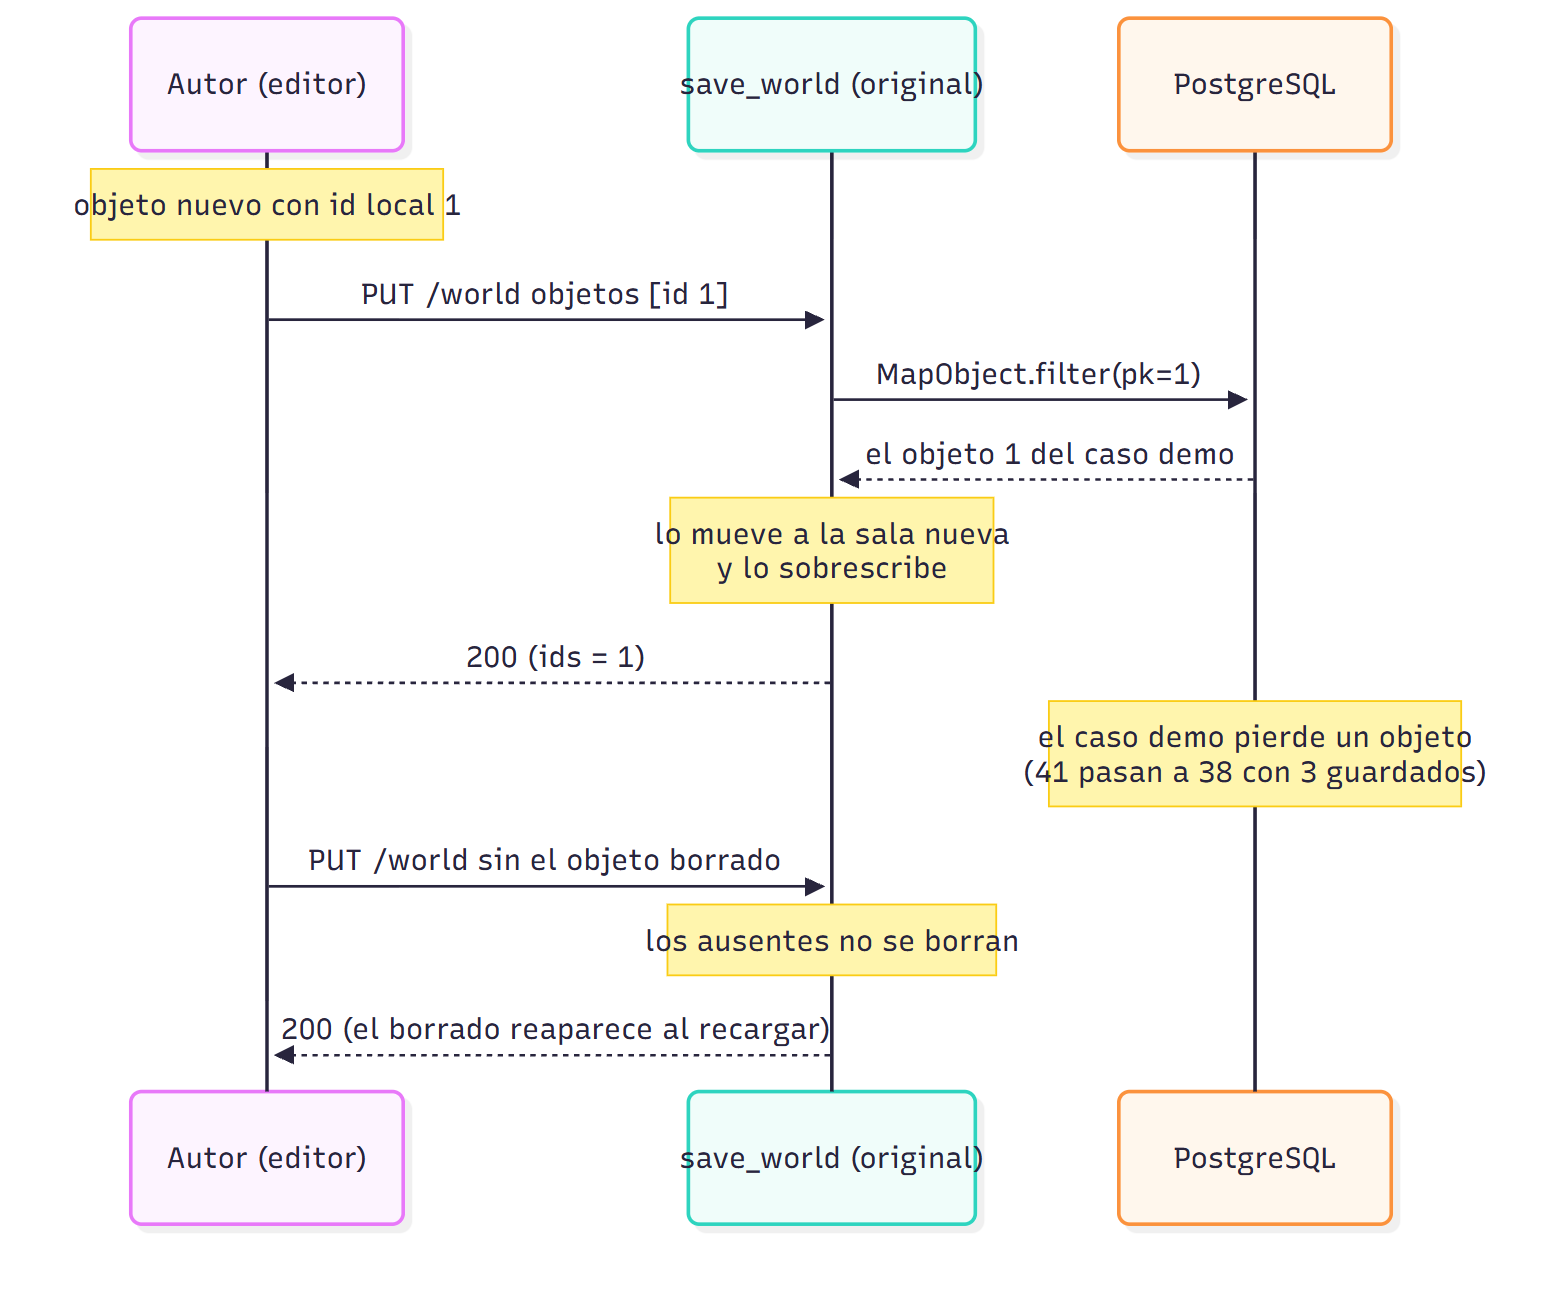 Autor (editor)
save_world (original)
PostgreSQL
objeto nuevo con id local 1
PUT /world objetos [id 1]
MapObject.filter(pk=1)
el objeto 1 del caso demo
lo mueve a la sala nueva
y lo sobrescribe
200 (ids = 1)
el caso demo pierde un objeto
(41 pasan a 38 con 3 guardados)
PUT /world sin el objeto borrado
los ausentes no se borran
200 (el borrado reaparece al recargar)
Autor (editor)
save_world (original)
PostgreSQL